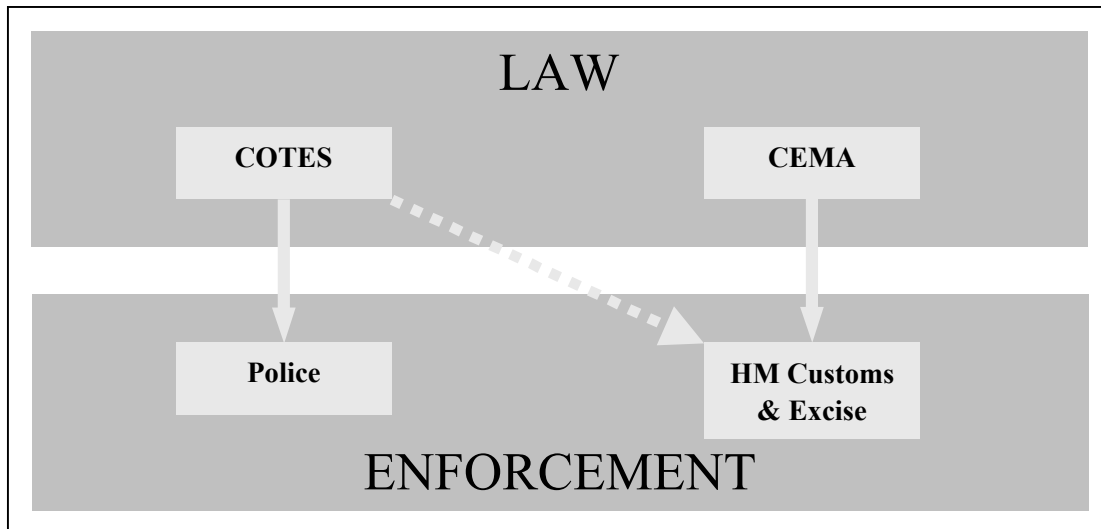 LAW
COTES
CEMA
Police
HM Customs
& Excise
ENFORCEMENT